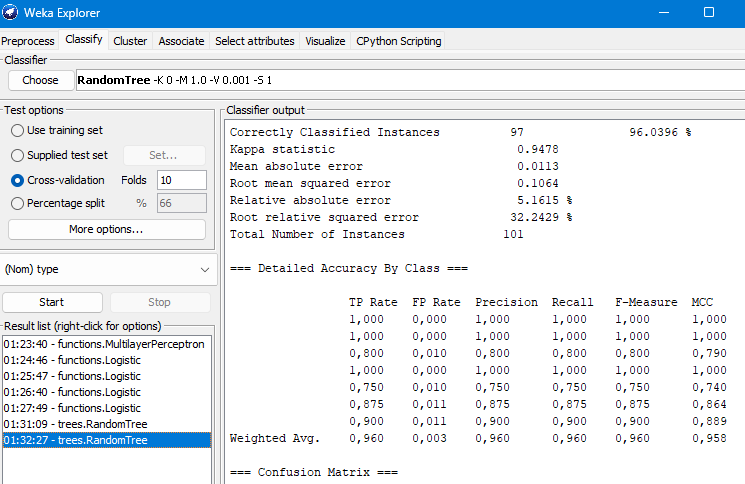 Weka Explorer
Preprocess Classify Cluster Associate Select attributes Visualize CPython Scripting
Classifier
Choose RandomTree -K 0 -M 1.0 -V 0.001 -S 1
Test options
Use training set
Supplied test set Set...
Cross-validation Folds 10
Percentage split % 66
More options...
(Nom) type
Start Stop
Result list (right-click for options)
01:23:40 - functions.MultilayerPerceptron
01:24:46 - functions.Logistic
01:25:47 - functions.Logistic
01:26:40 - functions.Logistic
01:27:49 - functions.Logistic
01:31:09 - trees.RandomTree
01:32:27 - trees.RandomTree
Classifier output
Correctly Classified Instances 97 96.0396 %
Kappa statistic 0.9478
Mean absolute error 0.0113
Root mean squared error 0.1064
Relative absolute error 5.1615 %
Root relative squared error 32.2429 %
Total Number of Instances 101
=== Detailed Accuracy By Class ===
TP Rate FP Rate Precision Recall F-Measure MCC
1,000 0,000 1,000 1,000 1,000 1,000
1,000 0,000 1,000 1,000 1,000 1,000
0,800 0,010 0,800 0,800 0,800 0,790
1,000 0,000 1,000 1,000 1,000 1,000
0,750 0,010 0,750 0,750 0,750 0,740
0,875 0,011 0,875 0,875 0,875 0,864
0,900 0,011 0,900 0,900 0,900 0,889
Weighted Avg. 0,960 0,003 0,960 0,960 0,960 0,958
=== Confusion Matrix ===